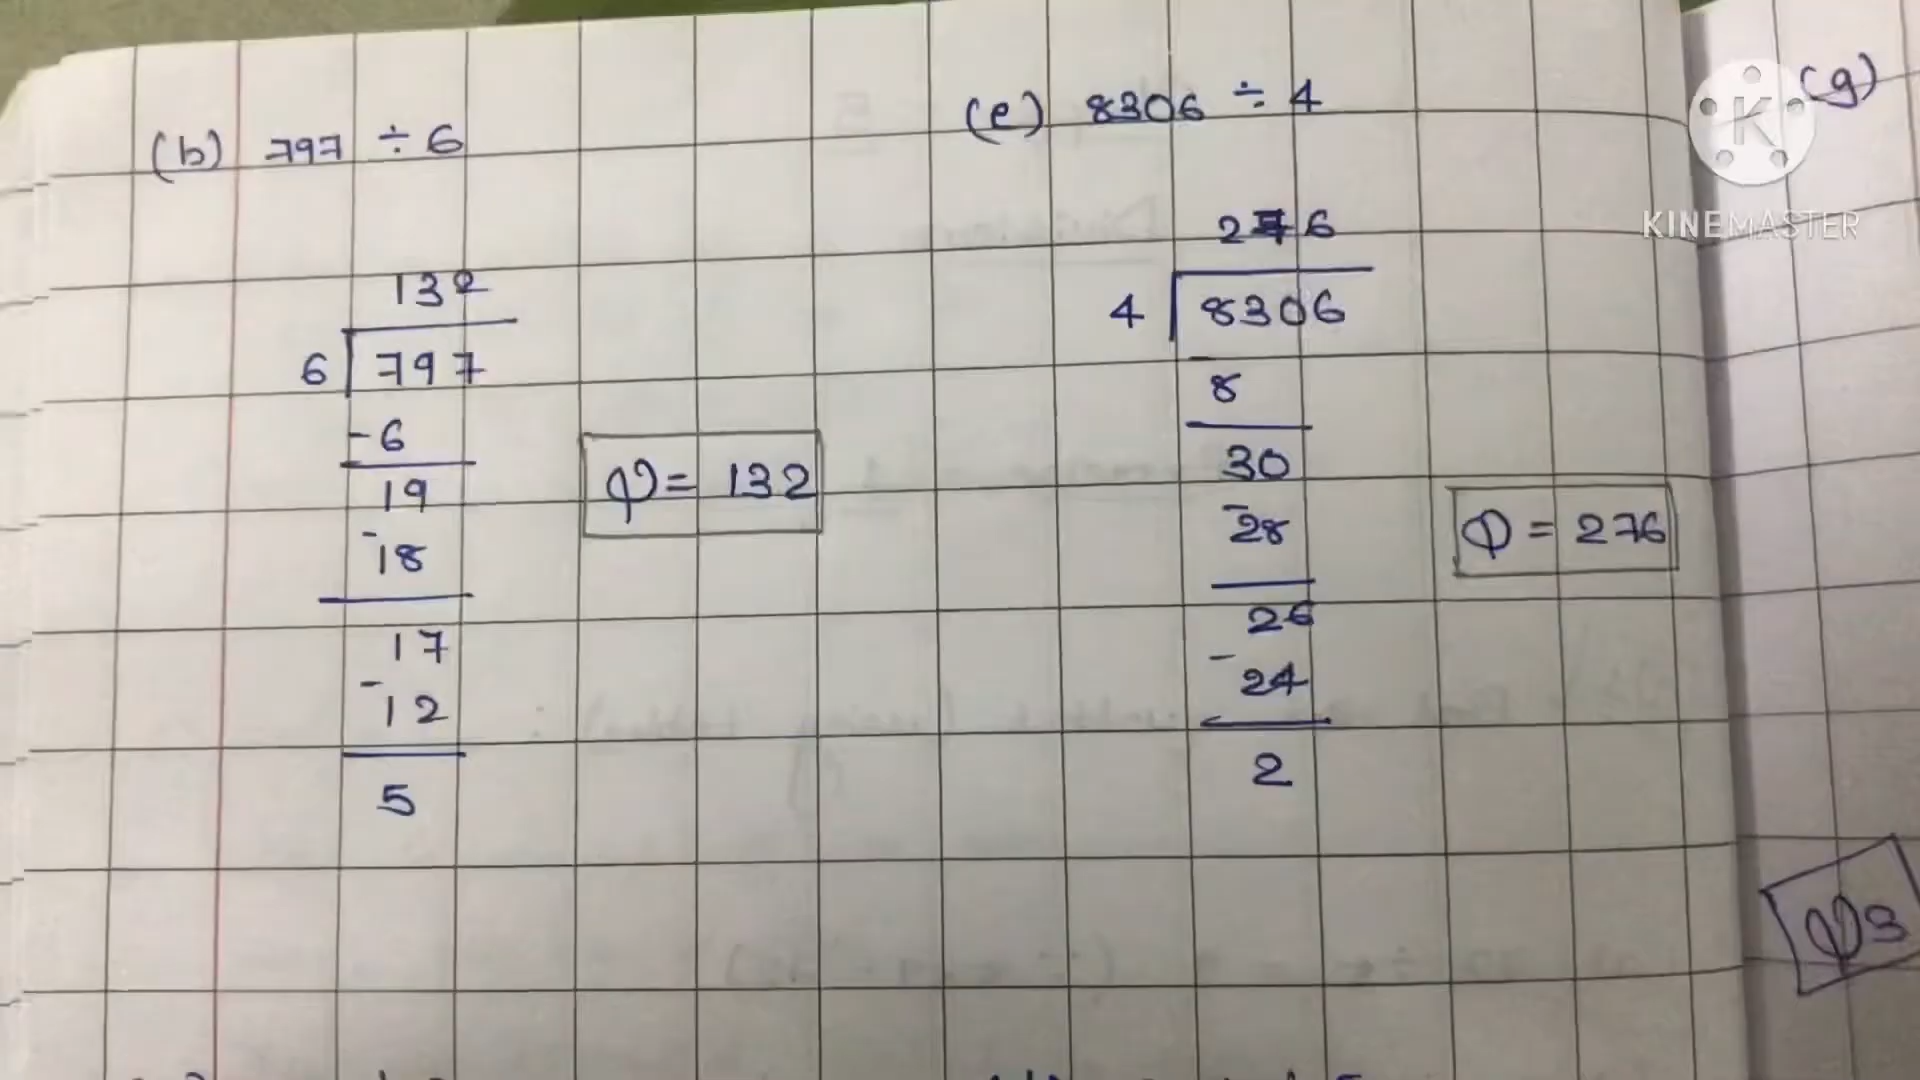 (b) 797 ÷ 6
132
6 797
-6
19
-18
17
-12
5
Q = 132
(e) 8306 ÷ 4
276
4 8306
-
8
30
-28
26
-24
2
Q = 276
(g)
KINEMASTER
Q3